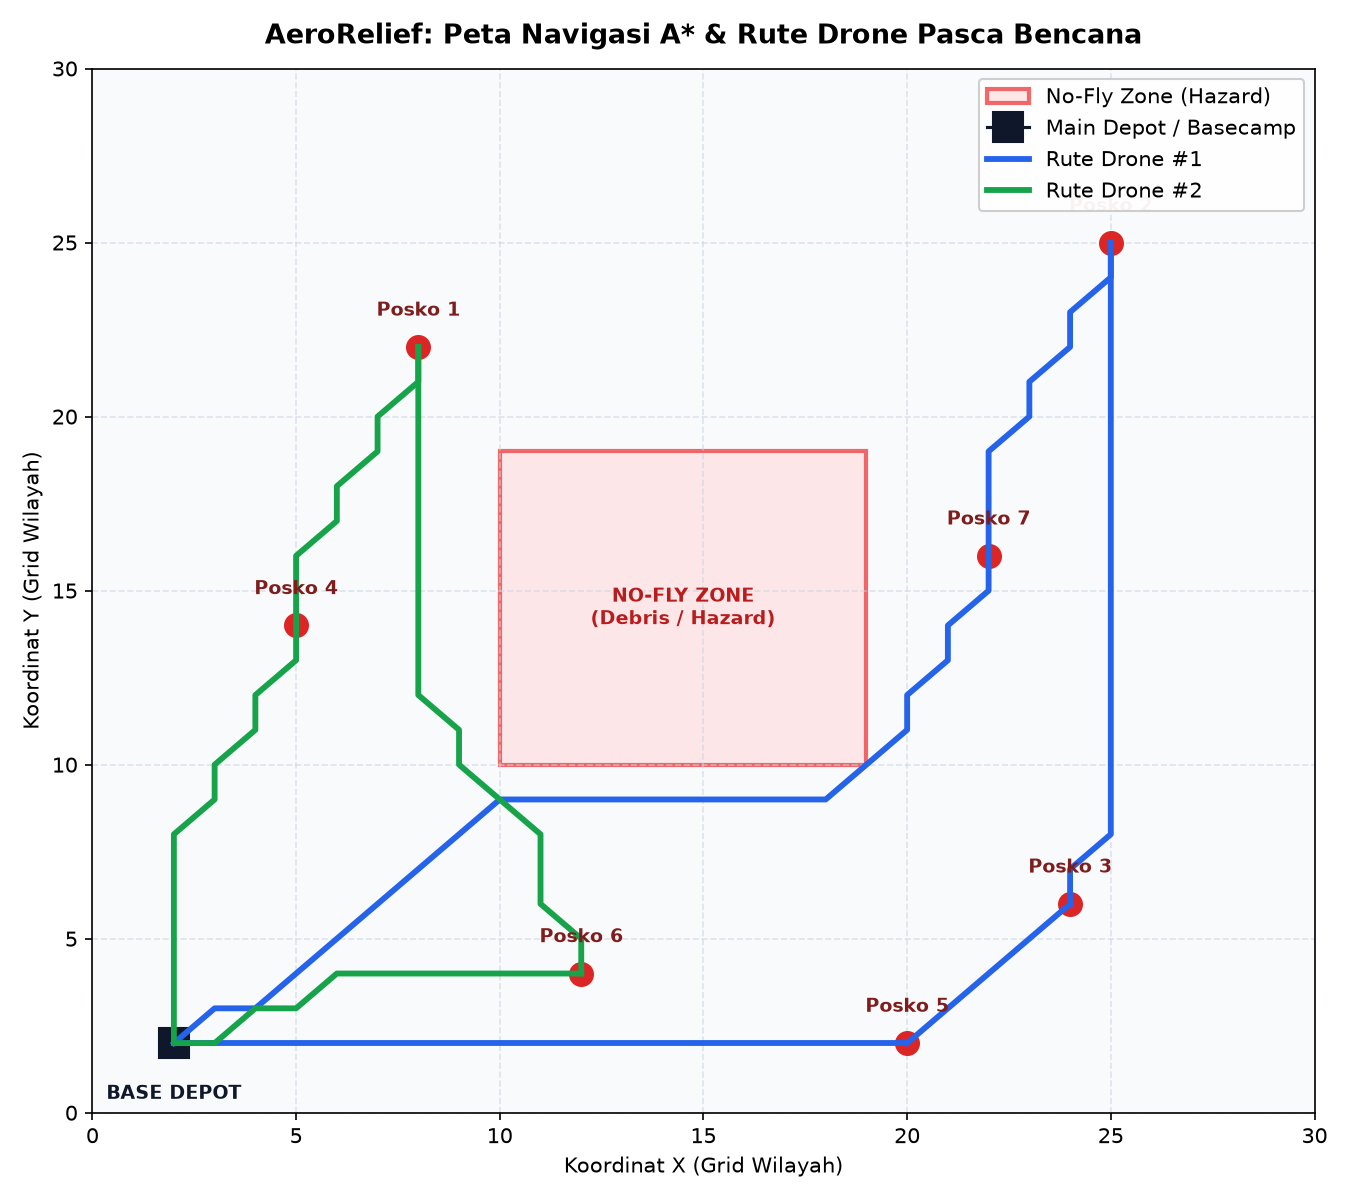 AeroRelief: Peta Navigasi A* & Rute Drone Pasca Bencana
No-Fly Zone (Hazard)
Main Depot / Basecamp
Rute Drone #1
Rute Drone #2
Posko 2
Posko 1
Posko 7
Posko 4
NO-FLY ZONE
(Debris / Hazard)
Posko 3
Posko 6
Posko 5
BASE DEPOT
30
25
20
15
10
5
0
0 5 10 15 20 25 30
Koordinat Y (Grid Wilayah)
Koordinat X (Grid Wilayah)